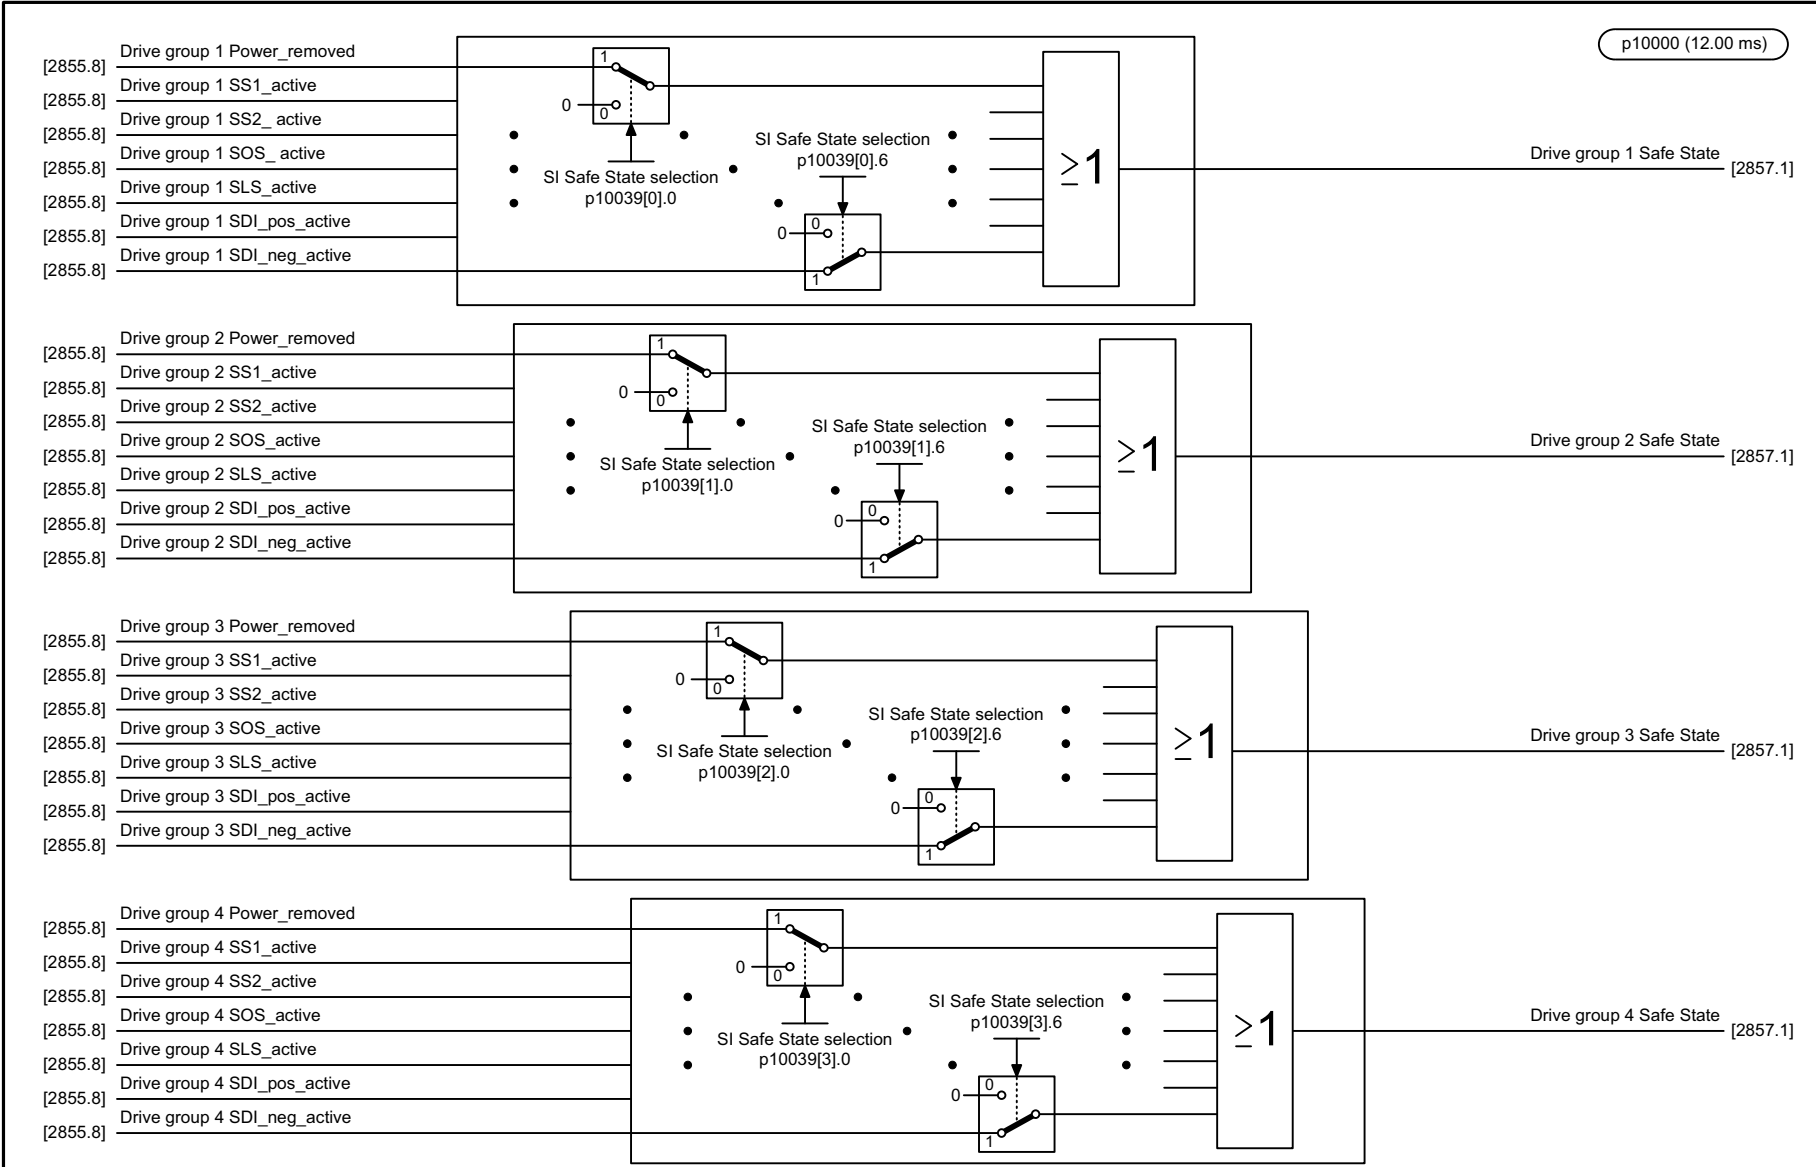 p10000 (12.00 ms)
Drive group 1 Power_removed
[2855.8]
Drive group 1 SS1_active
[2855.8]
Drive group 1 SS2_ active
[2855.8]
Drive group 1 SOS_ active
[2855.8]
Drive group 1 SLS_active
[2855.8]
Drive group 1 SDI_pos_active
[2855.8]
Drive group 1 SDI_neg_active
[2855.8]
1
0
0
SI Safe State selection
p10039[0].0
SI Safe State selection
p10039[0].6
0
0
1
≥1
Drive group 1 Safe State
[2857.1]
Drive group 2 Power_removed
[2855.8]
Drive group 2 SS1_active
[2855.8]
Drive group 2 SS2_active
[2855.8]
Drive group 2 SOS_active
[2855.8]
Drive group 2 SLS_active
[2855.8]
Drive group 2 SDI_pos_active
[2855.8]
Drive group 2 SDI_neg_active
[2855.8]
1
0
0
SI Safe State selection
p10039[1].0
SI Safe State selection
p10039[1].6
0
0
1
≥1
Drive group 2 Safe State
[2857.1]
Drive group 3 Power_removed
[2855.8]
Drive group 3 SS1_active
[2855.8]
Drive group 3 SS2_active
[2855.8]
Drive group 3 SOS_active
[2855.8]
Drive group 3 SLS_active
[2855.8]
Drive group 3 SDI_pos_active
[2855.8]
Drive group 3 SDI_neg_active
[2855.8]
1
0
0
SI Safe State selection
p10039[2].0
SI Safe State selection
p10039[2].6
0
0
1
≥1
Drive group 3 Safe State
[2857.1]
Drive group 4 Power_removed
[2855.8]
Drive group 4 SS1_active
[2855.8]
Drive group 4 SS2_active
[2855.8]
Drive group 4 SOS_active
[2855.8]
Drive group 4 SLS_active
[2855.8]
Drive group 4 SDI_pos_active
[2855.8]
Drive group 4 SDI_neg_active
[2855.8]
1
0
0
SI Safe State selection
p10039[3].0
SI Safe State selection
p10039[3].6
0
0
1
≥1
Drive group 4 Safe State
[2857.1]